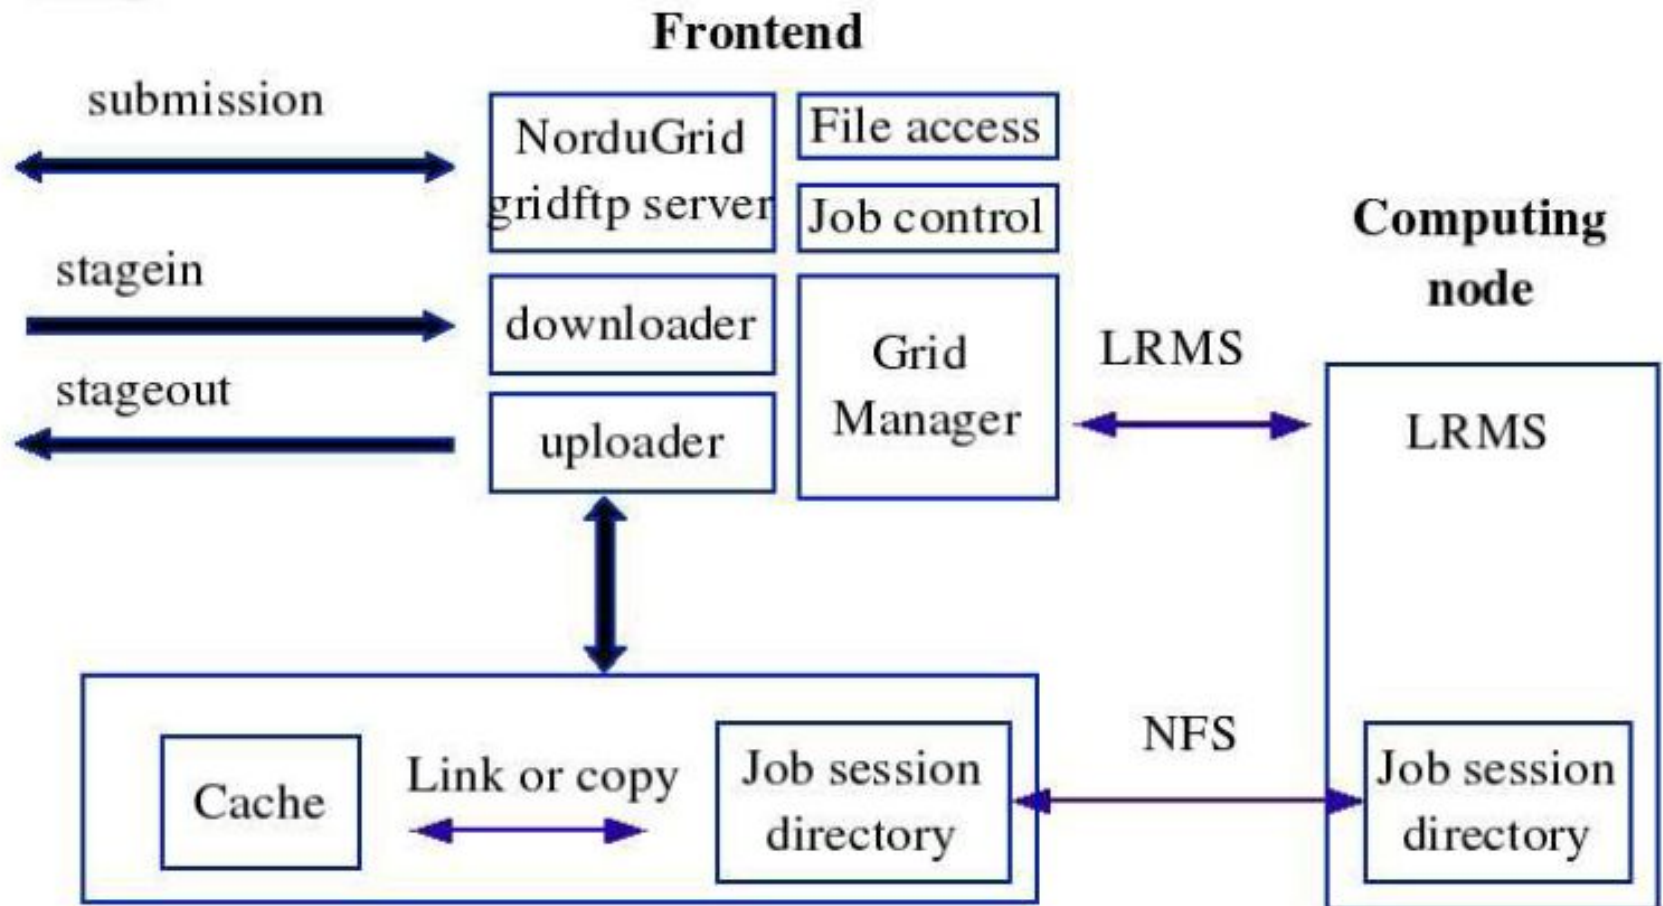 Frontend
submission
NorduGrid
gridftp server
File access
Job control
stagein
downloader
stageout
uploader
Grid
Manager
LRMS
Computing
node
LRMS
Cache
Link or copy
Job session
directory
NFS
Job session
directory